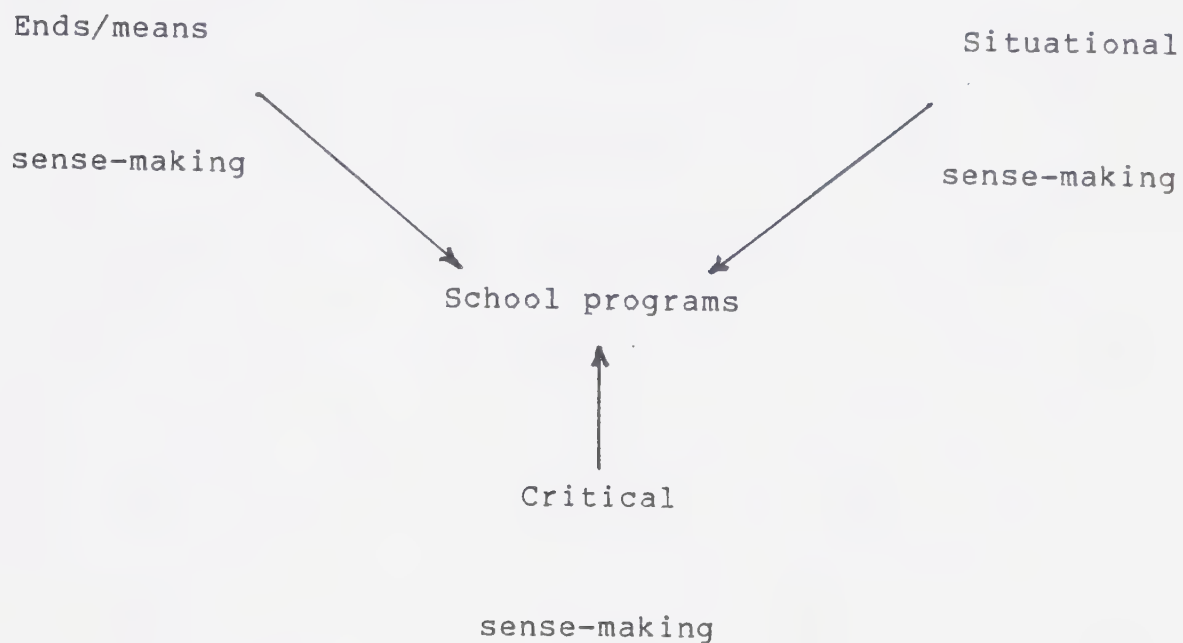 Ends/means
sense-making
Situational
sense-making
School programs
Critical
sense-making